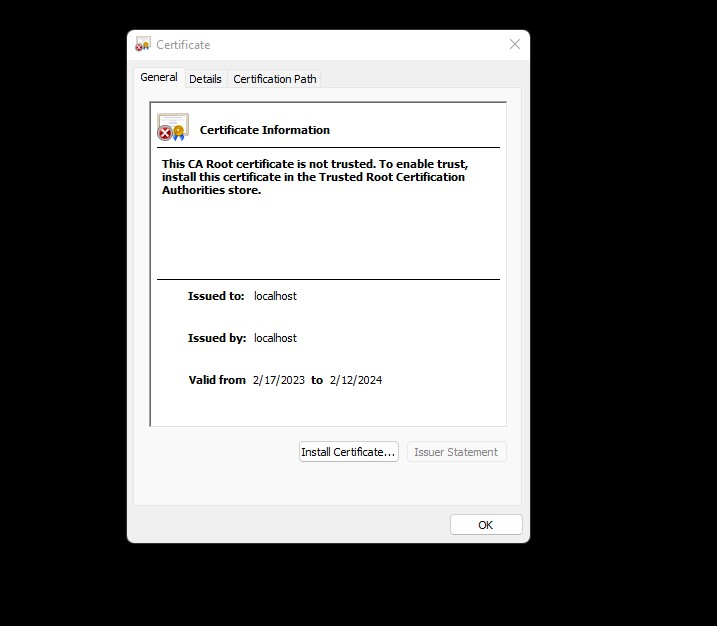 Certificate
General Details Certification Path
Certificate Information
This CA Root certificate is not trusted. To enable trust,
install this certificate in the Trusted Root Certification
Authorities store.
Issued to: localhost
Issued by: localhost
Valid from 2/17/2023 to 2/12/2024
Install Certificate... Issuer Statement
OK